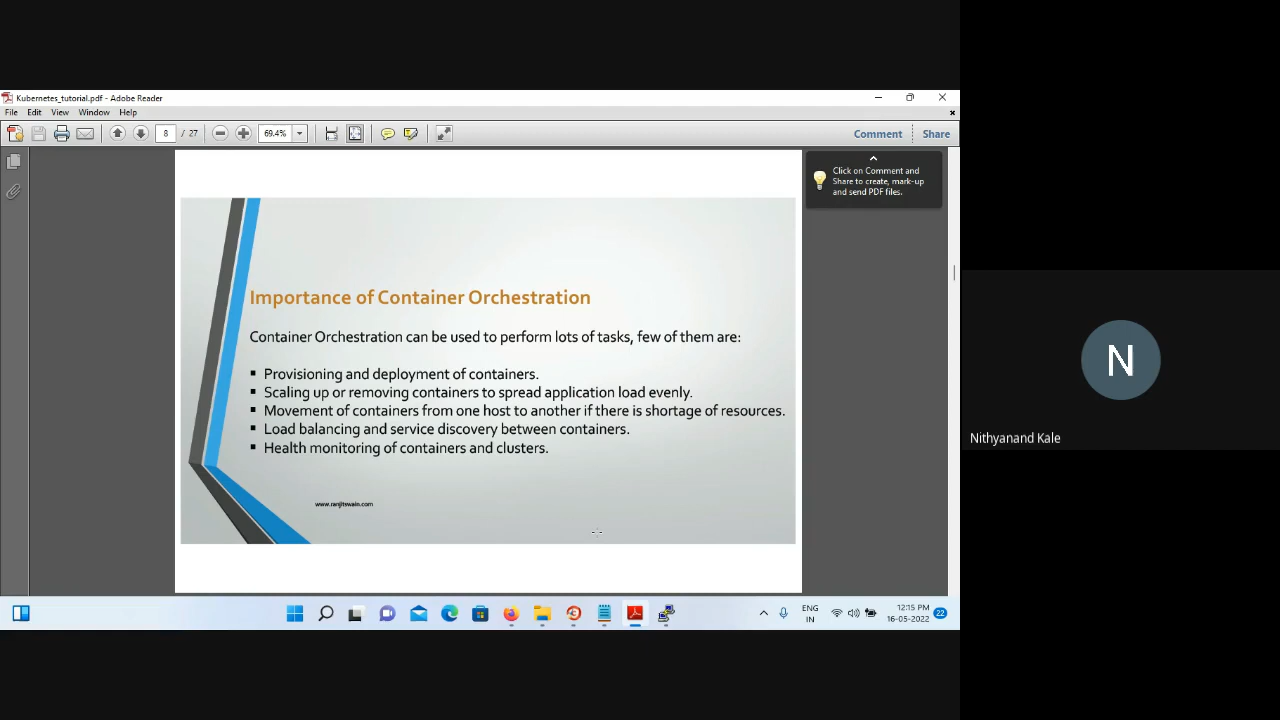 Kubernetes_tutorial.pdf - Adobe Reader
File Edit View Window Help
8 / 27 69.4% Comment Share
Click on Comment and
Share to create, mark-up
and send PDF files.
Importance of Container Orchestration
Container Orchestration can be used to perform lots of tasks, few of them are:
▪ Provisioning and deployment of containers.
▪ Scaling up or removing containers to spread application load evenly.
▪ Movement of containers from one host to another if there is shortage of resources.
▪ Load balancing and service discovery between containers.
▪ Health monitoring of containers and clusters.
www.ranjitswain.com
N
Nithyanand Kale
ENG
IN
12:15 PM
16-05-2022
22